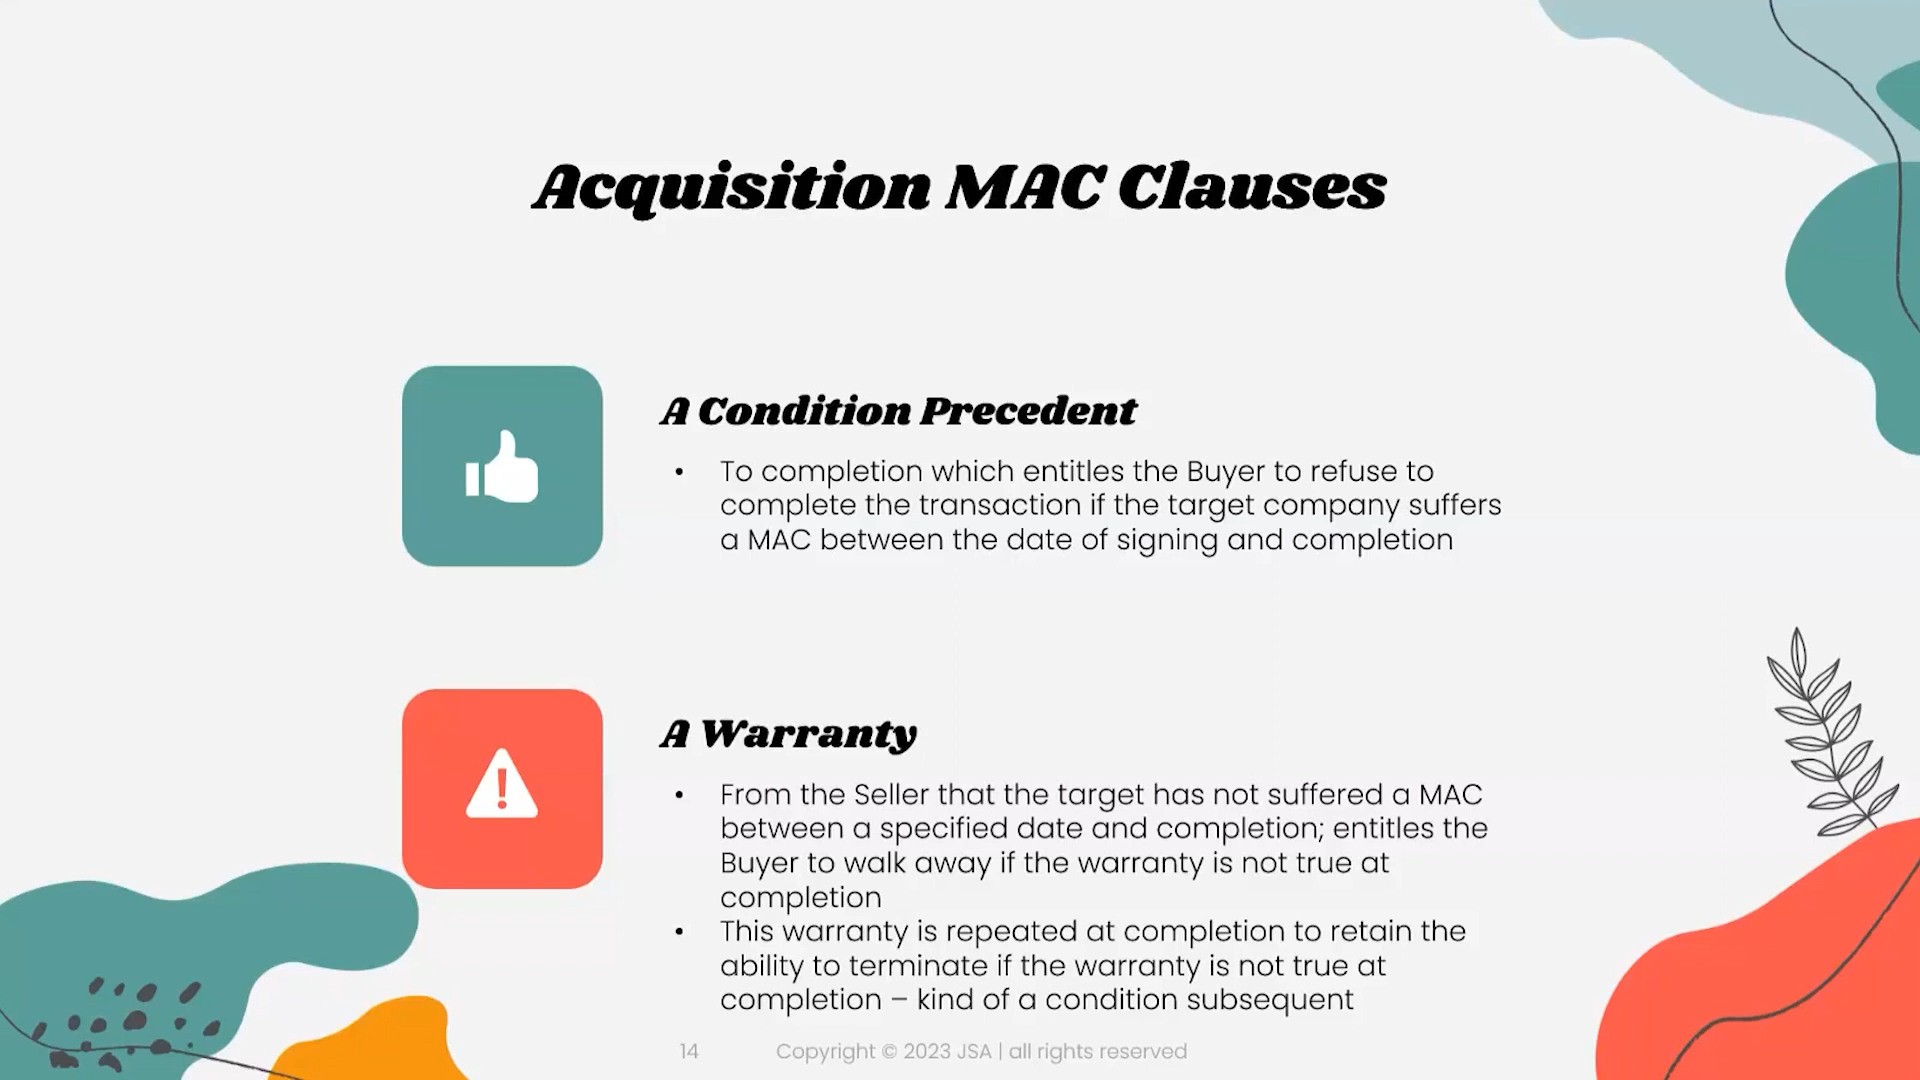 Acquisition MAC Clauses
A Condition Precedent
• To completion which entitles the Buyer to refuse to
complete the transaction if the target company suffers
a MAC between the date of signing and completion
A Warranty
• From the Seller that the target has not suffered a MAC
between a specified date and completion; entitles the
Buyer to walk away if the warranty is not true at
completion
• This warranty is repeated at completion to retain the
ability to terminate if the warranty is not true at
completion – kind of a condition subsequent
14 Copyright © 2023 JSA | all rights reserved